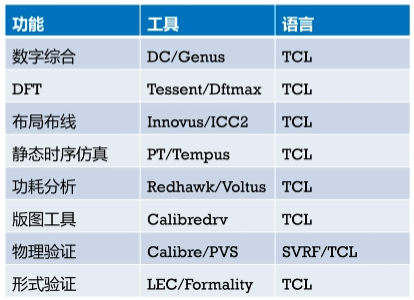 功能 工具 语言
数字综合 DC/Genus TCL
DFT Tessent/Dftmax TCL
布局布线 Innovus/ICC2 TCL
静态时序仿真 PT/Tempus TCL
功耗分析 Redhawk/Voltus TCL
版图工具 Calibredrv TCL
物理验证 Calibre/PVS SVRF/TCL
形式验证 LEC/Formality TCL